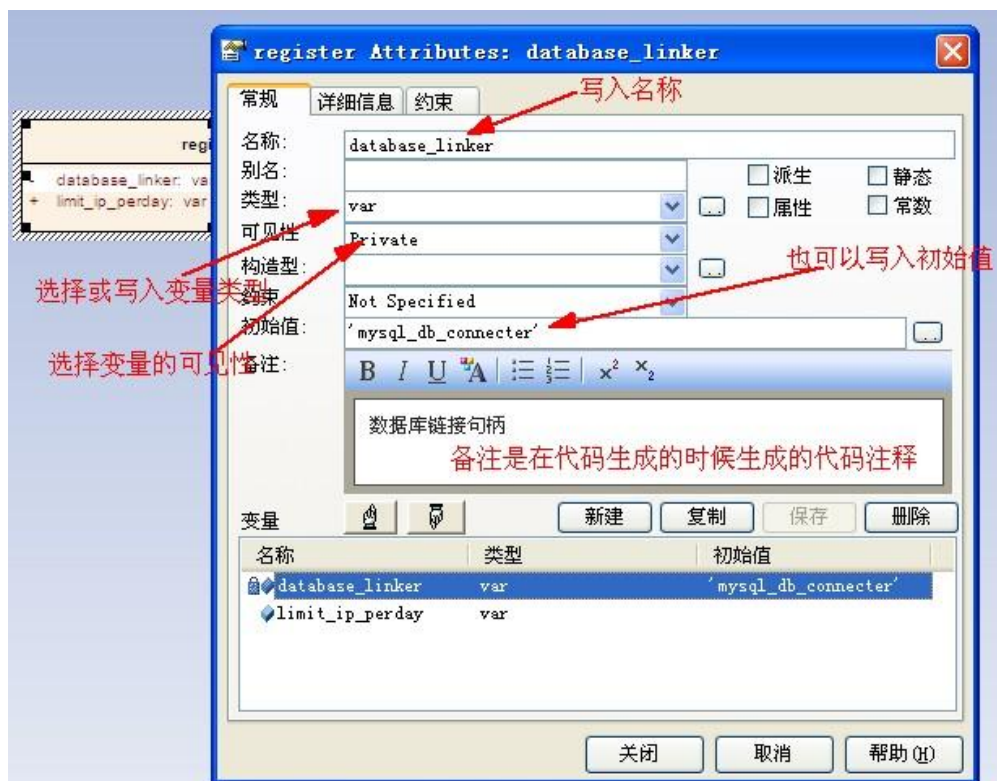 register Attributes: database_linker
常规 详细信息 约束
写入名称
名称: database_linker
别名: 派生 静态
类型: var 属性 常数
可见性 Private
构造型:
也可以写入初始值
选择或写入变量类型
约束 Not Specified
初始值: 'mysql_db_connecter'
选择变量的可见性
备注: B I U A x² ×₂
数据库链接句柄
备注是在代码生成的时候生成的代码注释
regi
- database_linker: va
+ limit_ip_perday: var
变量 新建 复制 保存 删除
名称 类型 初始值
database_linker var 'mysql_db_connecter'
limit_ip_perday var
关闭 取消 帮助(H)